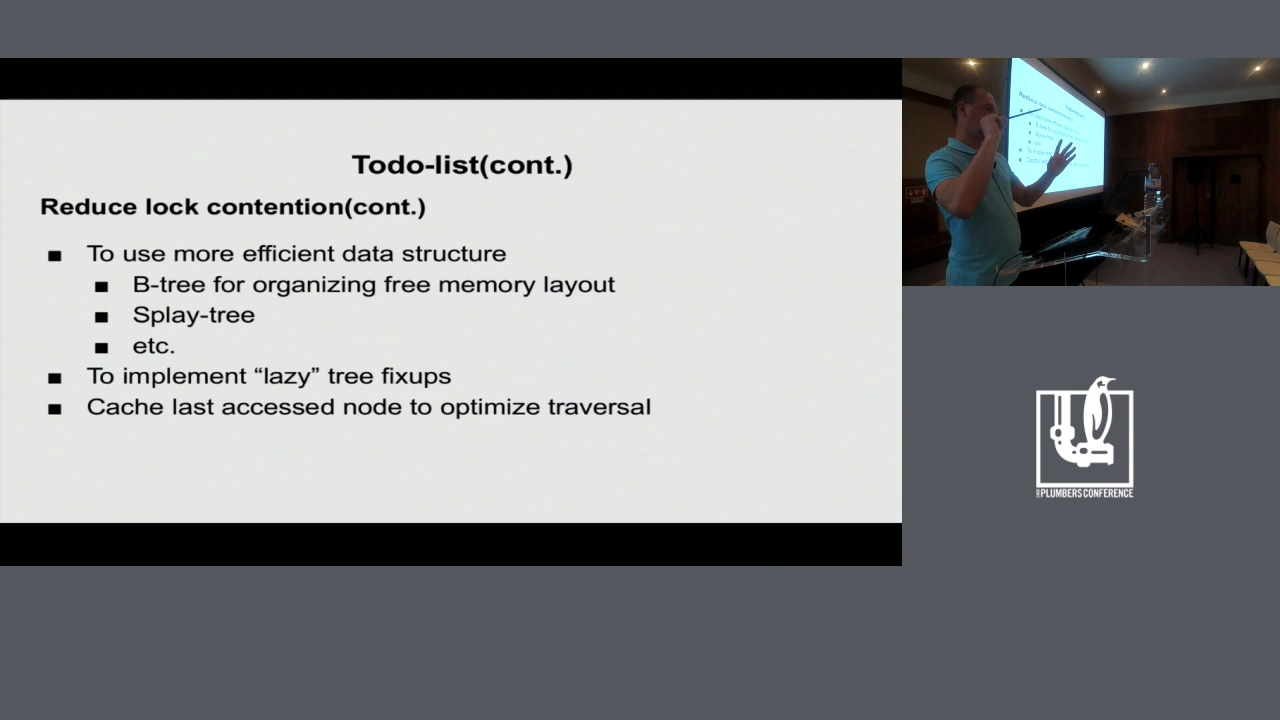 Todo-list(cont.)
Reduce lock contention(cont.)
To use more efficient data structure
B-tree for organizing free memory layout
Splay-tree
etc.
To implement “lazy” tree fixups
Cache last accessed node to optimize traversal
PLUMBERS CONFERENCE